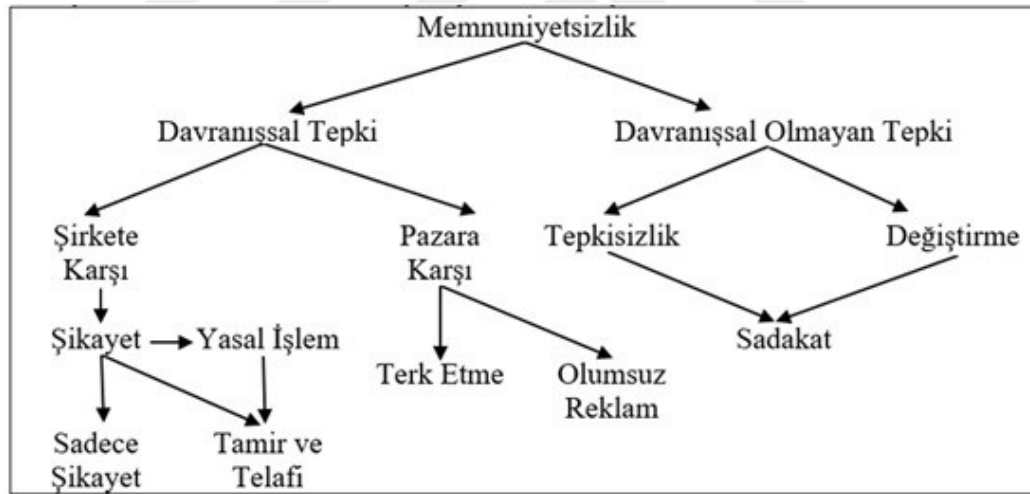 Memnuniyetsizlik
Davranışsal Tepki
Davranışsal Olmayan Tepki
Şirkete
Karşı
Pazara
Karşı
Tepkisizlik
Değiştirme
Şikayet
Yasal İşlem
Sadakat
Terk Etme
Olumsuz
Reklam
Sadece
Şikayet
Tamir ve
Telafi